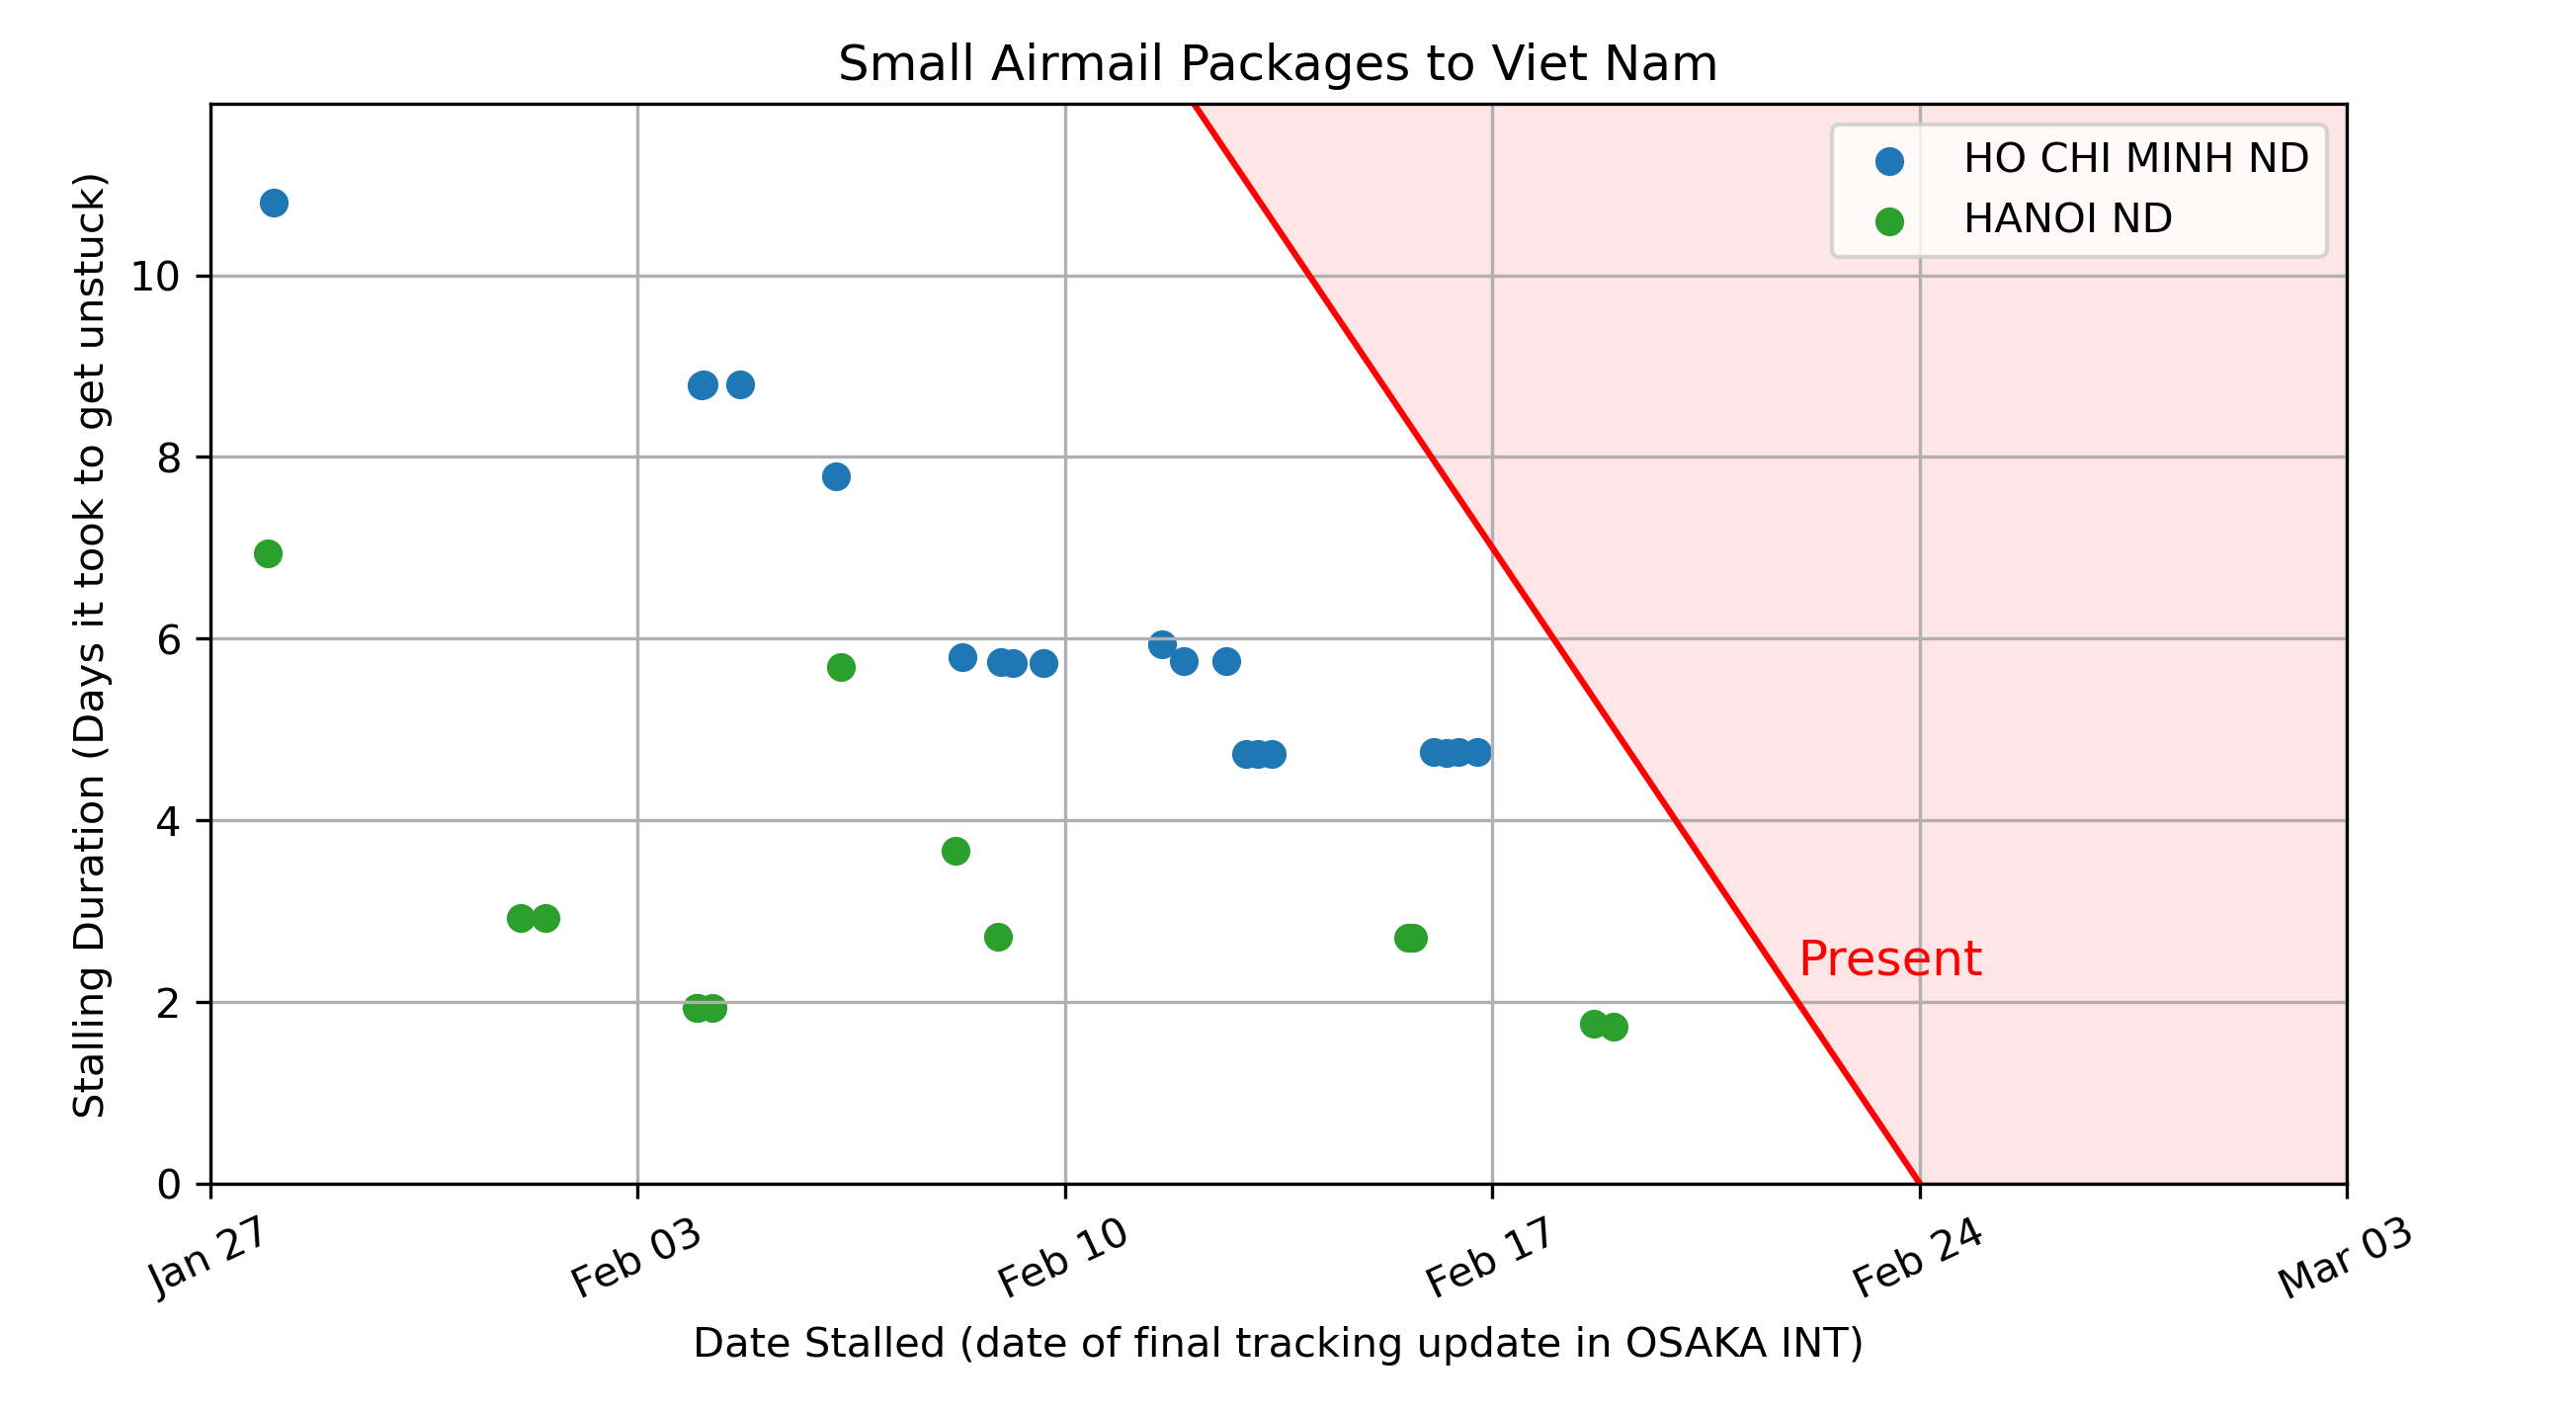 Small Airmail Packages to Viet Nam
HO CHI MINH ND
HANOI ND
Stalling Duration (Days it took to get unstuck)
10
8
6
4
2
0
Present
Jan 27
Feb 03
Feb 10
Feb 17
Feb 24
Mar 03
Date Stalled (date of final tracking update in OSAKA INT)